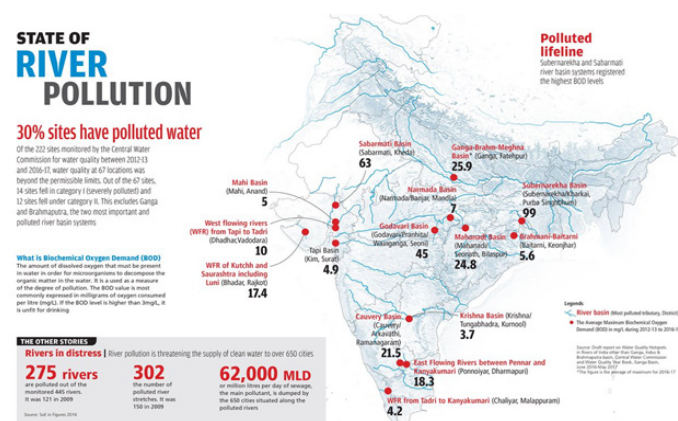 STATE OF
RIVER
POLLUTION
30% sites have polluted water
Of the 222 sites monitored by the Central Water
Commission for water quality between 2012-13
and 2016-17, water quality at 67 locations was
beyond the permissible limits. Out of the 67 sites,
14 sites fell in category I (severely polluted) and
12 sites fell under category II. This excludes Ganga
and Brahmaputra, the two most important and
polluted river basin systems
What is Biochemical Oxygen Demand (BOD)
The amount of dissolved oxygen that must be present
in water in order for microorganisms to decompose the
organic matter in the water. It is used as a measure
of the degree of pollution. The BOD value is most
commonly expressed in milligrams of oxygen consumed
per litre (mg/L). If the BOD level is higher than 3mg/L, it
is unfit for drinking
Polluted
lifeline
Subernarekha and Sabarmati
river basin systems registered
the highest BOD levels
Sabarmati Basin
(Sabarmati, Kheda)
63
Ganga-Brahm-Meghna
Basin* (Ganga, Fatehpur)
25.9
Mahi Basin
(Mahi, Anand)
5
Narmada Basin
(Narmada/Banjar, Mandla)
7
Subernarekha Basin
(Subernarekha/Kharkai,
Purba Singhbhum)
99
West flowing rivers
(WFR) from Tapi to Tadri
(Dhadhar,Vadodara)
10
Godavari Basin
(Godavari/Pranhita/
Wainganga, Seoni)
45
Mahanadi Basin
(Mahanadi/
Seonath, Bilaspur)
24.8
Brahmani-Baitarni
(Baitarni, Keonjhar)
5.6
Tapi Basin
(Kim, Surat)
4.9
WFR of Kutchh and
Saurashtra including
Luni (Bhadar, Rajkot)
17.4
Cauvery Basin
(Cauvery/
Arkavathi,
Ramanagaram)
21.5
Krishna Basin (Krishna/
Tungabhadra, Kurnool)
3.7
East Flowing Rivers between Pennar and
Kanyakumari (Ponnoiyar, Dharmapuri)
18.3
WFR from Tadri to Kanyakumari (Chaliyar, Malappuram)
4.2
Legends
River basin (Most polluted tributary, District)
The Average Maximum Biochemical Oxygen
Demand (BOD) in mg/L during 2012-13 to 2016-1
Source: Draft report on Water Quality Hotspots
in Rivers of India other than Ganga, Indus &
Brahmaputra basin, Central Water Commission
and Water Quality Year Book, Ganga Basin,
June 2016-May 2017
*The figure is the average of maximum for 2016-17
THE OTHER STORIES
Rivers in distress | River pollution is threatening the supply of clean water to over 650 cities
275 rivers
are polluted out of the
monitored 445 rivers.
It was 121 in 2009
302
the number of
polluted river
stretches. It was
150 in 2009
62,000 MLD
or million litres per day of sewage,
the main pollutant, is dumped by
the 650 cities situated along the
polluted rivers
Source: SoE in Figures 2016